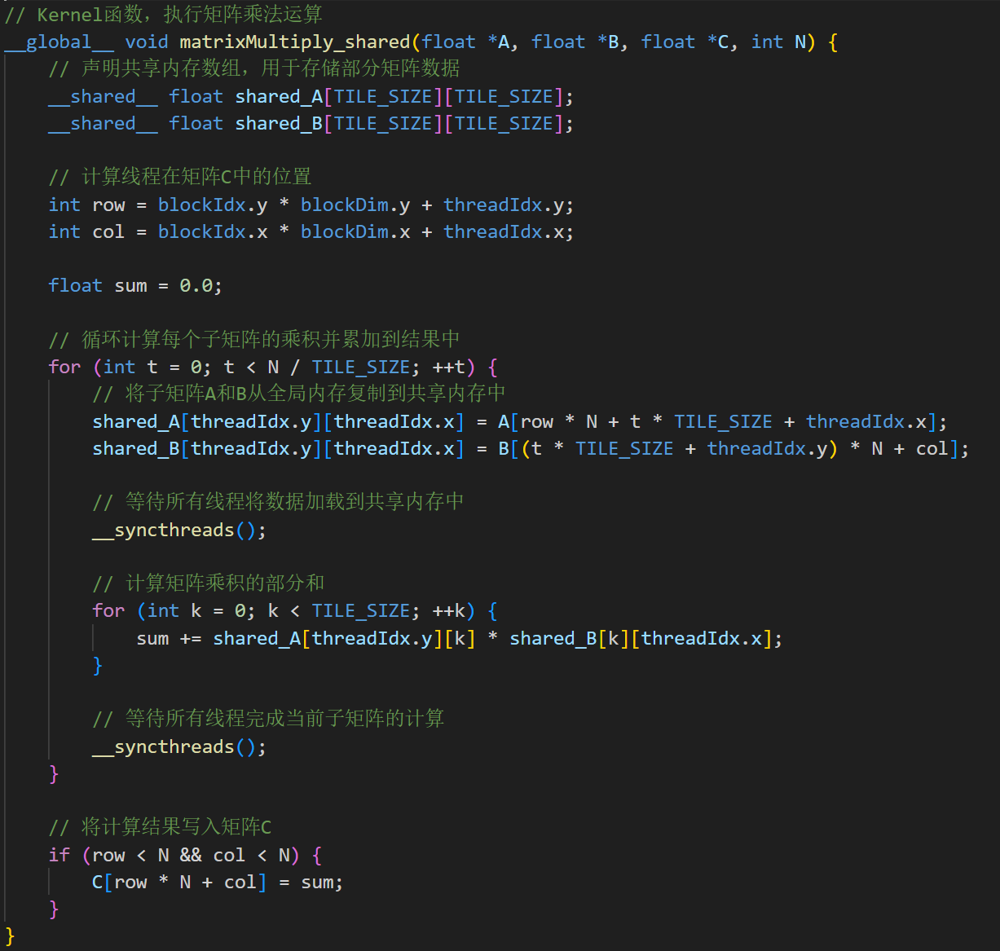 // Kernel函数，执行矩阵乘法运算
__global__ void matrixMultiply_shared(float *A, float *B, float *C, int N) {
    // 声明共享内存数组，用于存储部分矩阵数据
    __shared__ float shared_A[TILE_SIZE][TILE_SIZE];
    __shared__ float shared_B[TILE_SIZE][TILE_SIZE];

    // 计算线程在矩阵C中的位置
    int row = blockIdx.y * blockDim.y + threadIdx.y;
    int col = blockIdx.x * blockDim.x + threadIdx.x;

    float sum = 0.0;

    // 循环计算每个子矩阵的乘积并累加到结果中
    for (int t = 0; t < N / TILE_SIZE; ++t) {
        // 将子矩阵A和B从全局内存复制到共享内存中
        shared_A[threadIdx.y][threadIdx.x] = A[row * N + t * TILE_SIZE + threadIdx.x];
        shared_B[threadIdx.y][threadIdx.x] = B[(t * TILE_SIZE + threadIdx.y) * N + col];

        // 等待所有线程将数据加载到共享内存中
        __syncthreads();

        // 计算矩阵乘积的部分和
        for (int k = 0; k < TILE_SIZE; ++k) {
            sum += shared_A[threadIdx.y][k] * shared_B[k][threadIdx.x];
        }

        // 等待所有线程完成当前子矩阵的计算
        __syncthreads();
    }

    // 将计算结果写入矩阵C
    if (row < N && col < N) {
        C[row * N + col] = sum;
    }
}